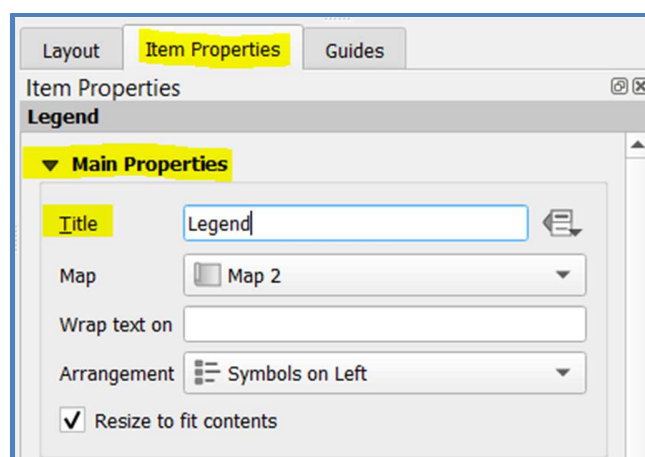 Layout Item Properties Guides
Item Properties
Legend
Main Properties
Title Legend
Map Map 2
Wrap text on
Arrangement Symbols on Left
Resize to fit contents